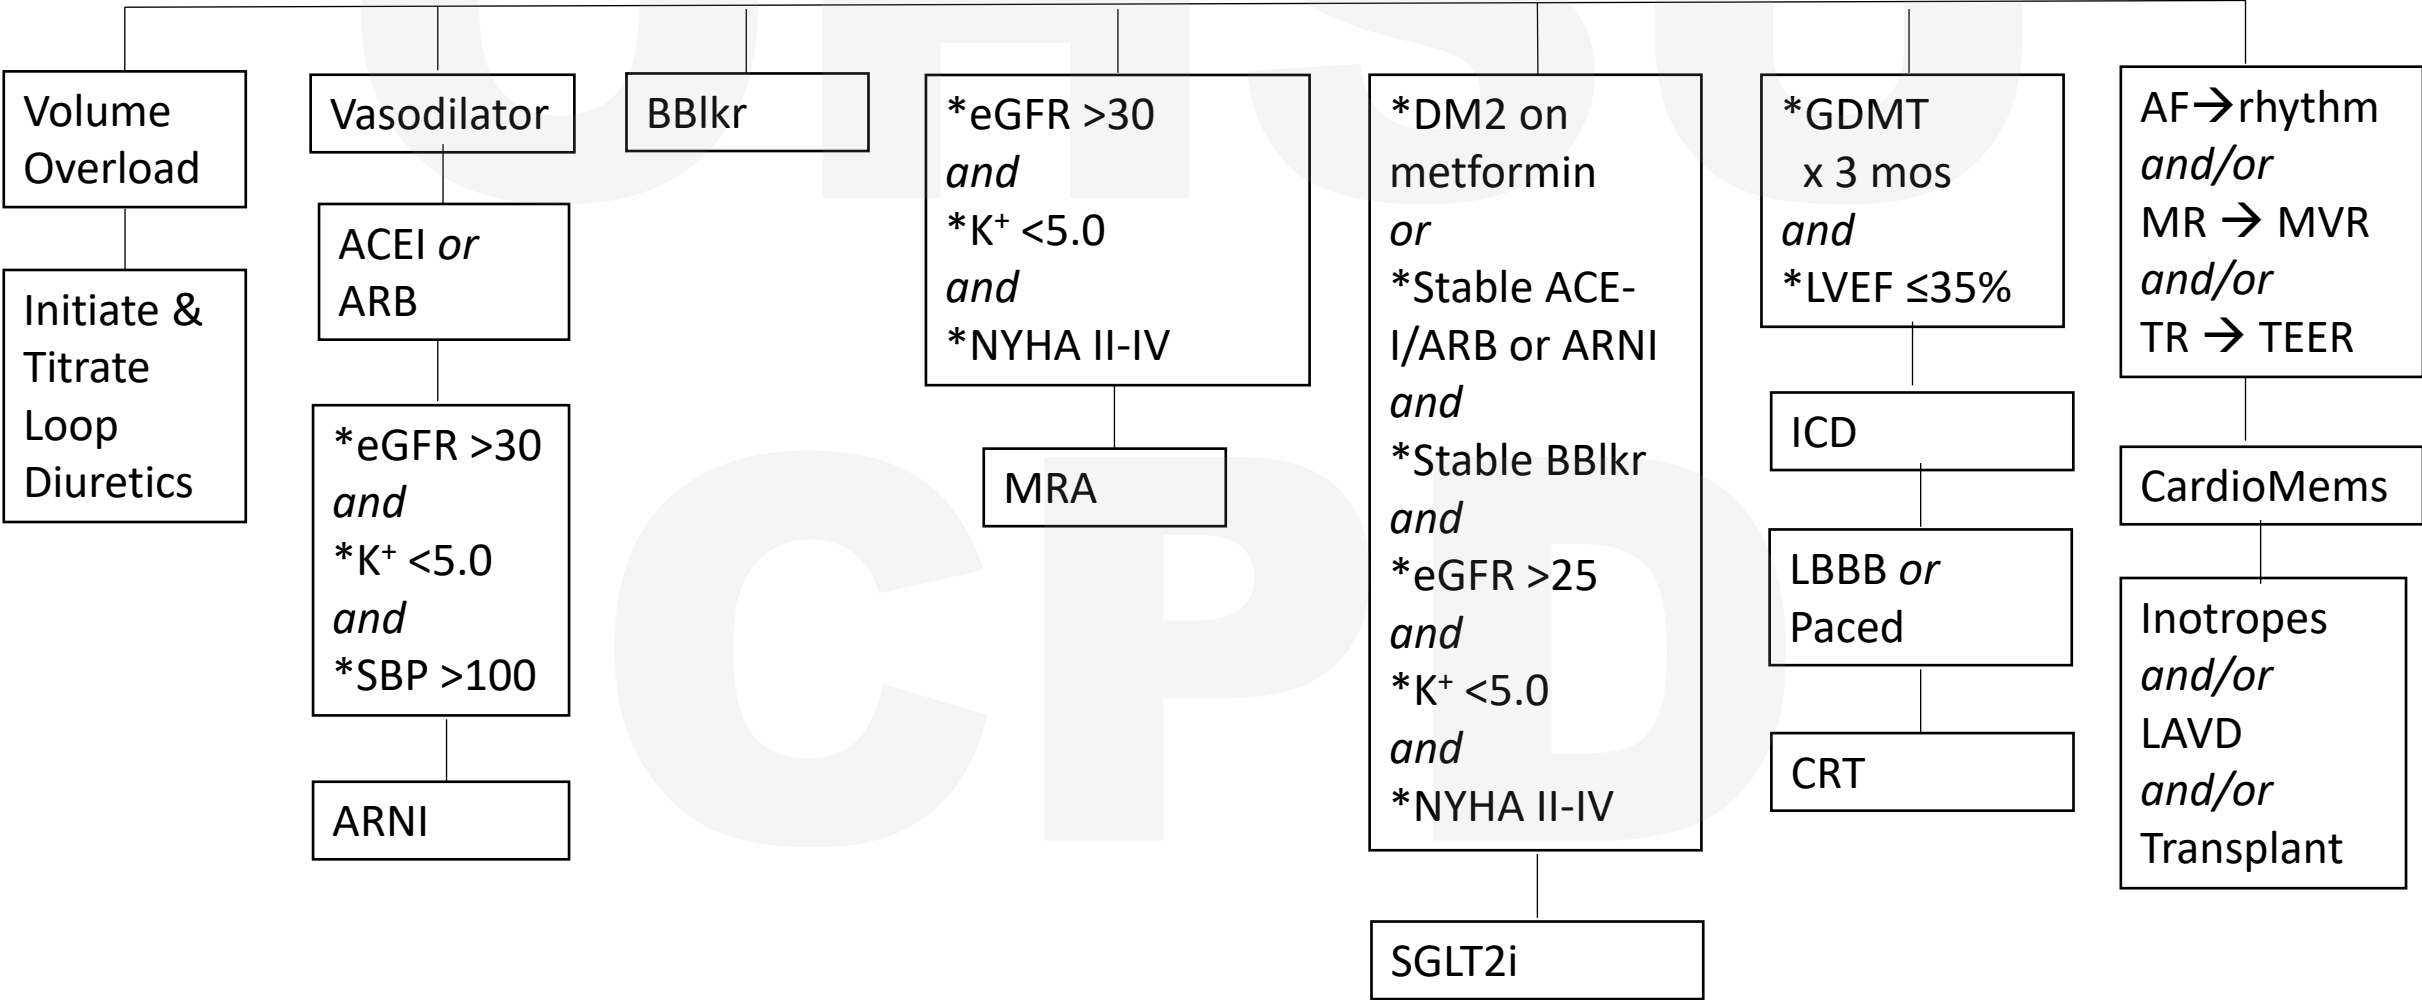 Volume
Overload
Initiate &
Titrate
Loop
Diuretics
Vasodilator
ACEI or
ARB
*eGFR >30
and
*K⁺ <5.0
and
*SBP >100
ARNI
BBlkr
*eGFR >30
and
*K⁺ <5.0
and
*NYHA II-IV
MRA
*DM2 on
metformin
or
*Stable ACE-
I/ARB or ARNI
and
*Stable BBlkr
and
*eGFR >25
and
*K⁺ <5.0
and
*NYHA II-IV
SGLT2i
*GDMT
x 3 mos
and
*LVEF ≤35%
ICD
LBBB or
Paced
CRT
AF→rhythm
and/or
MR → MVR
and/or
TR → TEER
CardioMems
Inotropes
and/or
LAVD
and/or
Transplant
OHSU
CPD